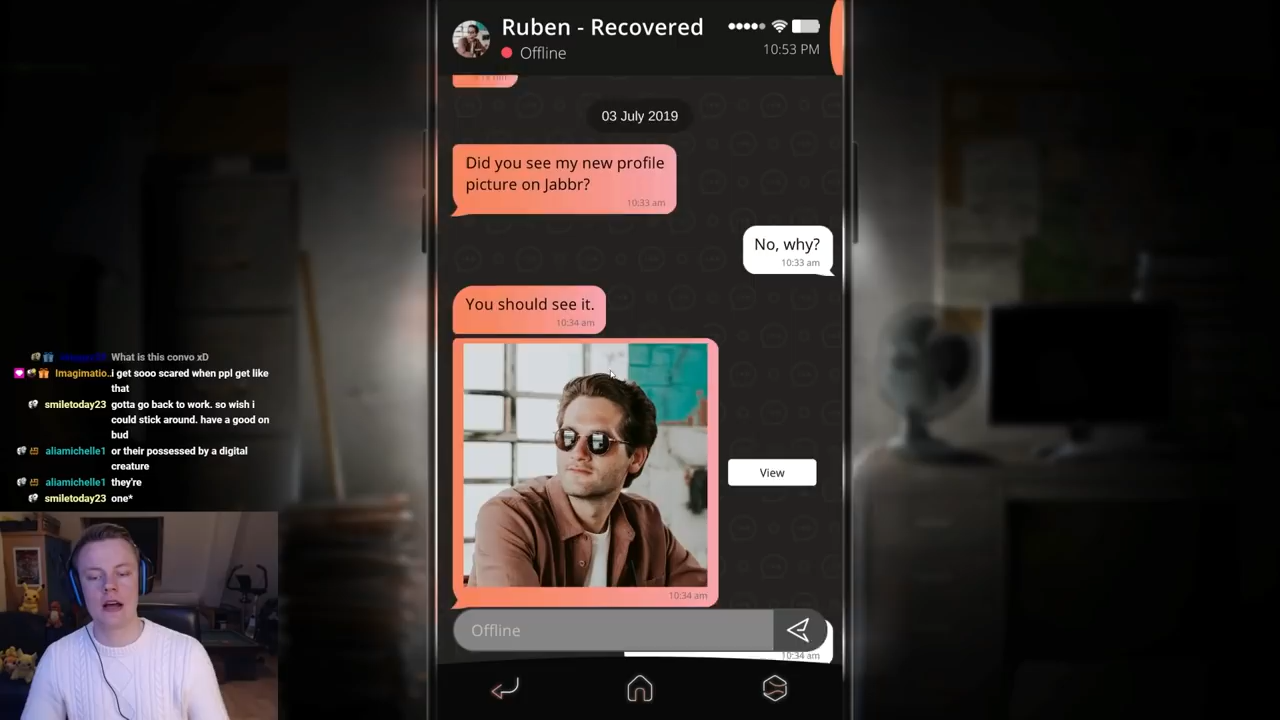 Ruben - Recovered
Offline
10:53 PM
03 July 2019
Did you see my new profile
picture on Jabbr?
10:33 am
No, why?
10:33 am
You should see it.
10:34 am
View
10:34 am
Offline
10:34 am
What is this convo xD
Imagimatio..i get sooo scared when ppl get like
that
smiletoday23 gotta go back to work. so wish i
could stick around. have a good on
bud
aliamichelle1 or their possessed by a digital
creature
aliamichelle1 they're
smiletoday23 one*